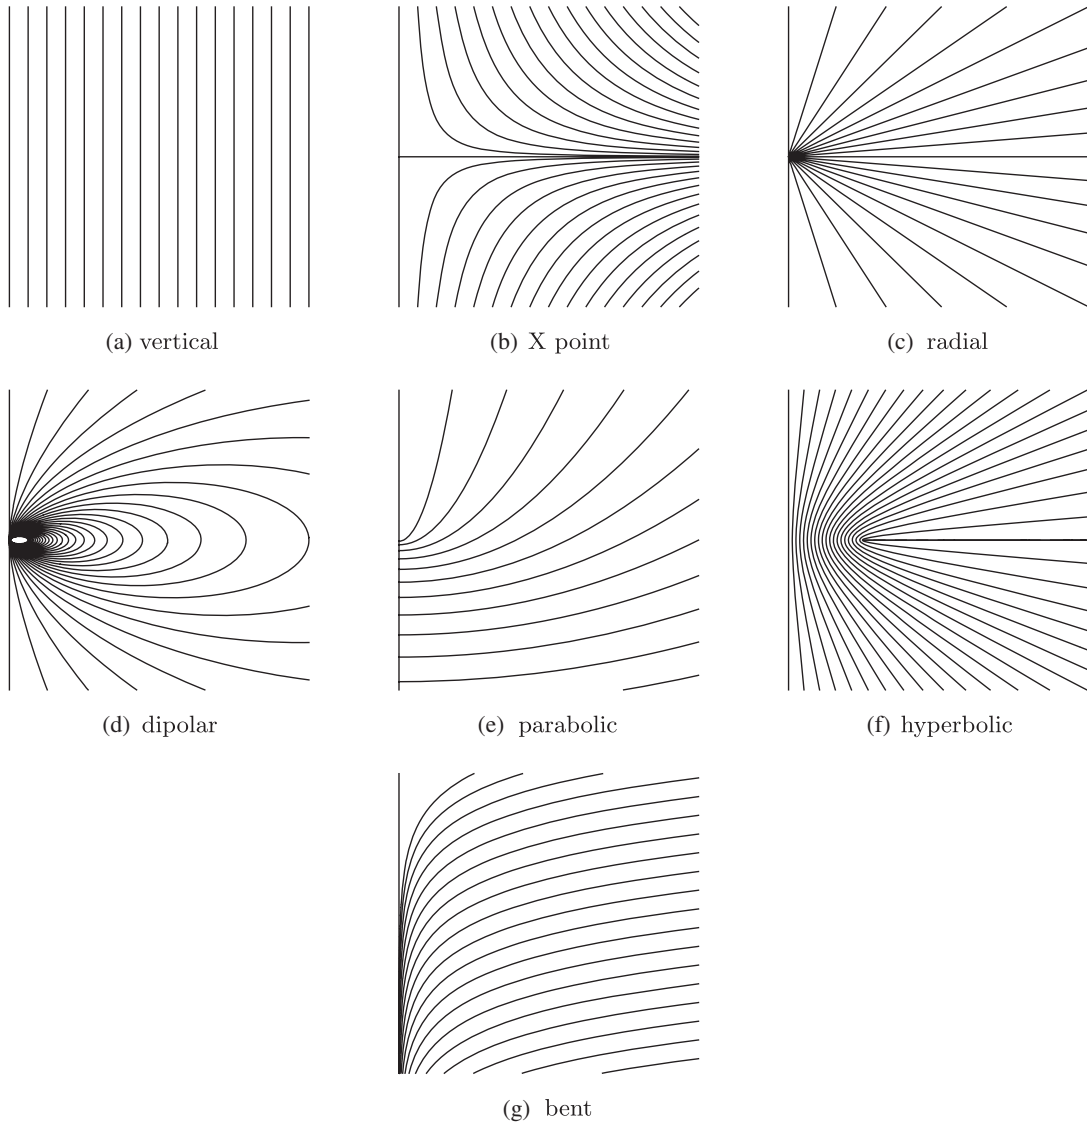 (a) vertical
(b) X point
(c) radial
(d) dipolar
(e) parabolic
(f) hyperbolic
(g) bent